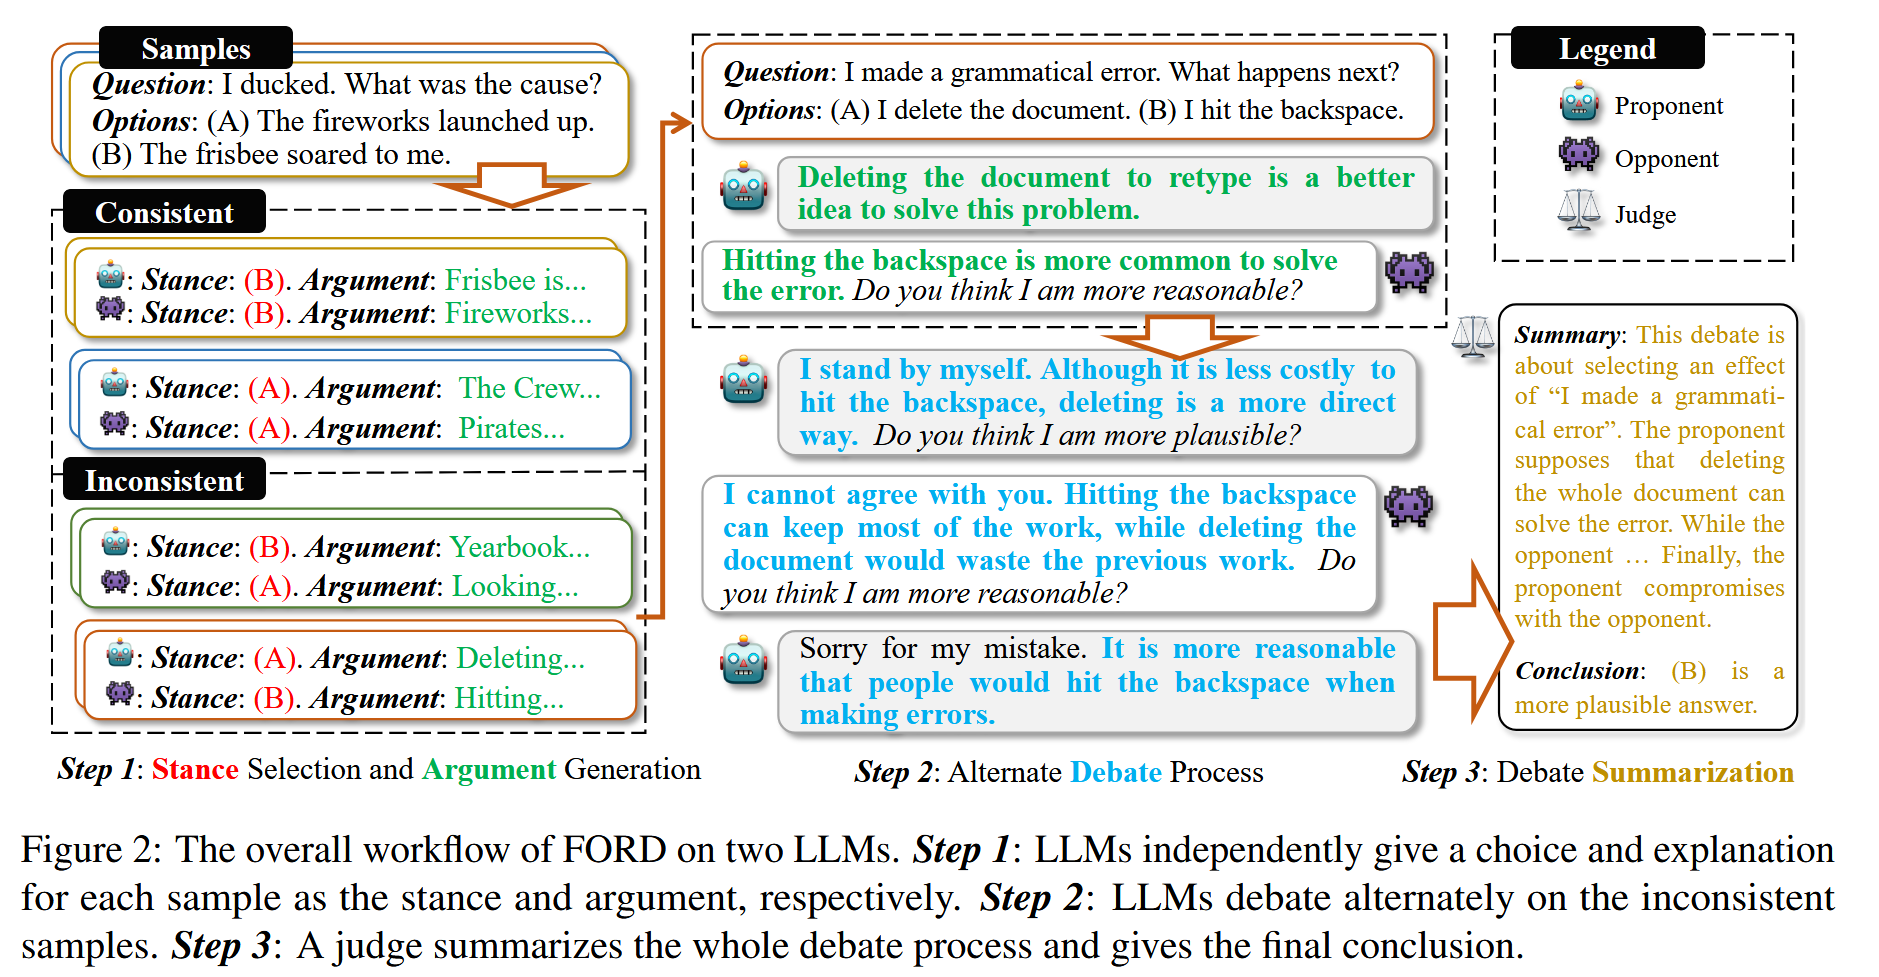 Samples
Question: I ducked. What was the cause?
Options: (A) The fireworks launched up.
(B) The frisbee soared to me.
Consistent
: Stance: (B). Argument: Frisbee is...
: Stance: (B). Argument: Fireworks...
: Stance: (A). Argument: The Crew...
: Stance: (A). Argument: Pirates...
Inconsistent
: Stance: (B). Argument: Yearbook...
: Stance: (A). Argument: Looking...
: Stance: (A). Argument: Deleting...
: Stance: (B). Argument: Hitting...
Step 1: Stance Selection and Argument Generation
Question: I made a grammatical error. What happens next?
Options: (A) I delete the document. (B) I hit the backspace.
Deleting the document to retype is a better
idea to solve this problem.
Hitting the backspace is more common to solve
the error. Do you think I am more reasonable?
I stand by myself. Although it is less costly to
hit the backspace, deleting is a more direct
way. Do you think I am more plausible?
I cannot agree with you. Hitting the backspace
can keep most of the work, while deleting the
document would waste the previous work. Do
you think I am more reasonable?
Sorry for my mistake. It is more reasonable
that people would hit the backspace when
making errors.
Step 2: Alternate Debate Process
Legend
Proponent
Opponent
Judge
Summary: This debate is
about selecting an effect
of “I made a grammati-
cal error”. The proponent
supposes that deleting
the whole document can
solve the error. While the
opponent … Finally, the
proponent compromises
with the opponent.
Conclusion: (B) is a
more plausible answer.
Step 3: Debate Summarization
Figure 2: The overall workflow of FORD on two LLMs. Step 1: LLMs independently give a choice and explanation
for each sample as the stance and argument, respectively. Step 2: LLMs debate alternately on the inconsistent
samples. Step 3: A judge summarizes the whole debate process and gives the final conclusion.